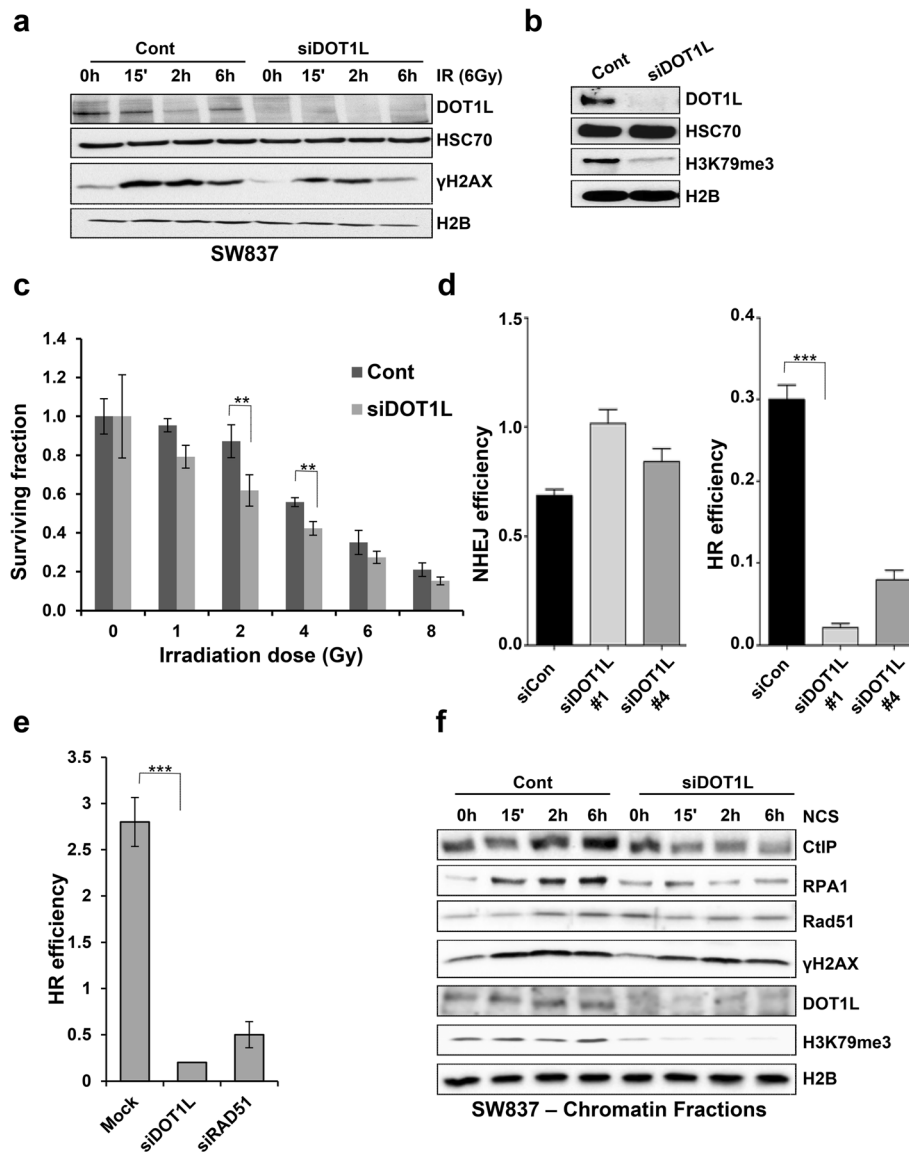 a
Cont siDOT1L
0h 15' 2h 6h 0h 15' 2h 6h IR (6Gy)
DOT1L
HSC70
γH2AX
H2B
SW837
b
Cont siDOT1L
DOT1L
HSC70
H3K79me3
H2B
c
1.4
1.2
1.0
0.8
0.6
0.4
0.2
0.0
Surviving fraction
Cont
siDOT1L
**
**
0 1 2 4 6 8
Irradiation dose (Gy)
d
1.5
1.0
0.5
0.0
NHEJ efficiency
siCon
siDOT1L
#1
siDOT1L
#4
0.4
0.3
0.2
0.1
0.0
HR efficiency
***
siCon
siDOT1L
#1
siDOT1L
#4
e
3.5
3
2.5
2
1.5
1
0.5
0
HR efficiency
***
Mock
siDOT1L
siRAD51
f
Cont siDOT1L
0h 15' 2h 6h 0h 15' 2h 6h NCS
CtIP
RPA1
Rad51
γH2AX
DOT1L
H3K79me3
H2B
SW837 – Chromatin Fractions